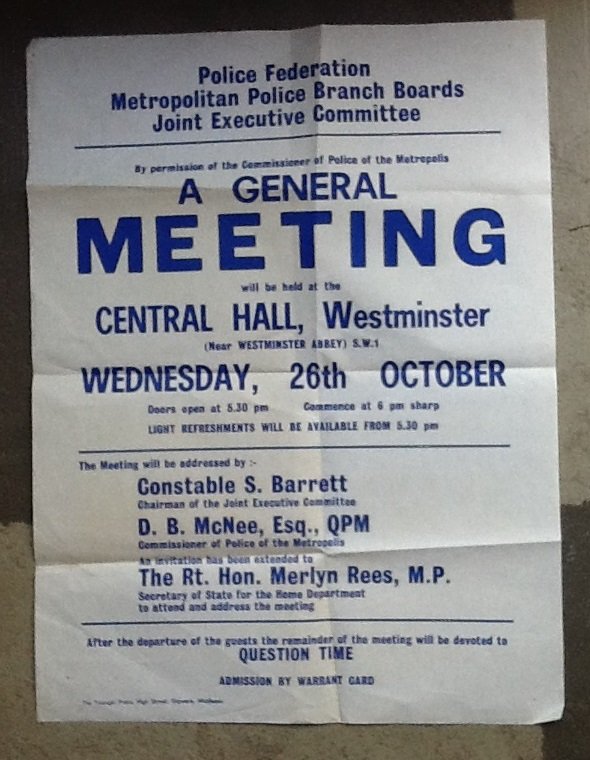 Police Federation
Metropolitan Police Branch Boards
Joint Executive Committee
By permission of the Commissioner of Police of the Metropolis
A GENERAL
MEETING
will be held at the
CENTRAL HALL, Westminster
(Near WESTMINSTER ABBEY) S.W.1
WEDNESDAY, 26th OCTOBER
Doors open at 5.30 pm Commence at 6 pm sharp
LIGHT REFRESHMENTS WILL BE AVAILABLE FROM 5.30 pm
The Meeting will be addressed by :-
Constable S. Barrett
Chairman of the Joint Executive Committee
D. B. McNee, Esq., QPM
Commissioner of Police of the Metropolis
An invitation has been extended to
The Rt. Hon. Merlyn Rees, M.P.
Secretary of State for the Home Department
to attend and address the meeting
After the departure of the guests the remainder of the meeting will be devoted to
QUESTION TIME
ADMISSION BY WARRANT CARD
High Street,